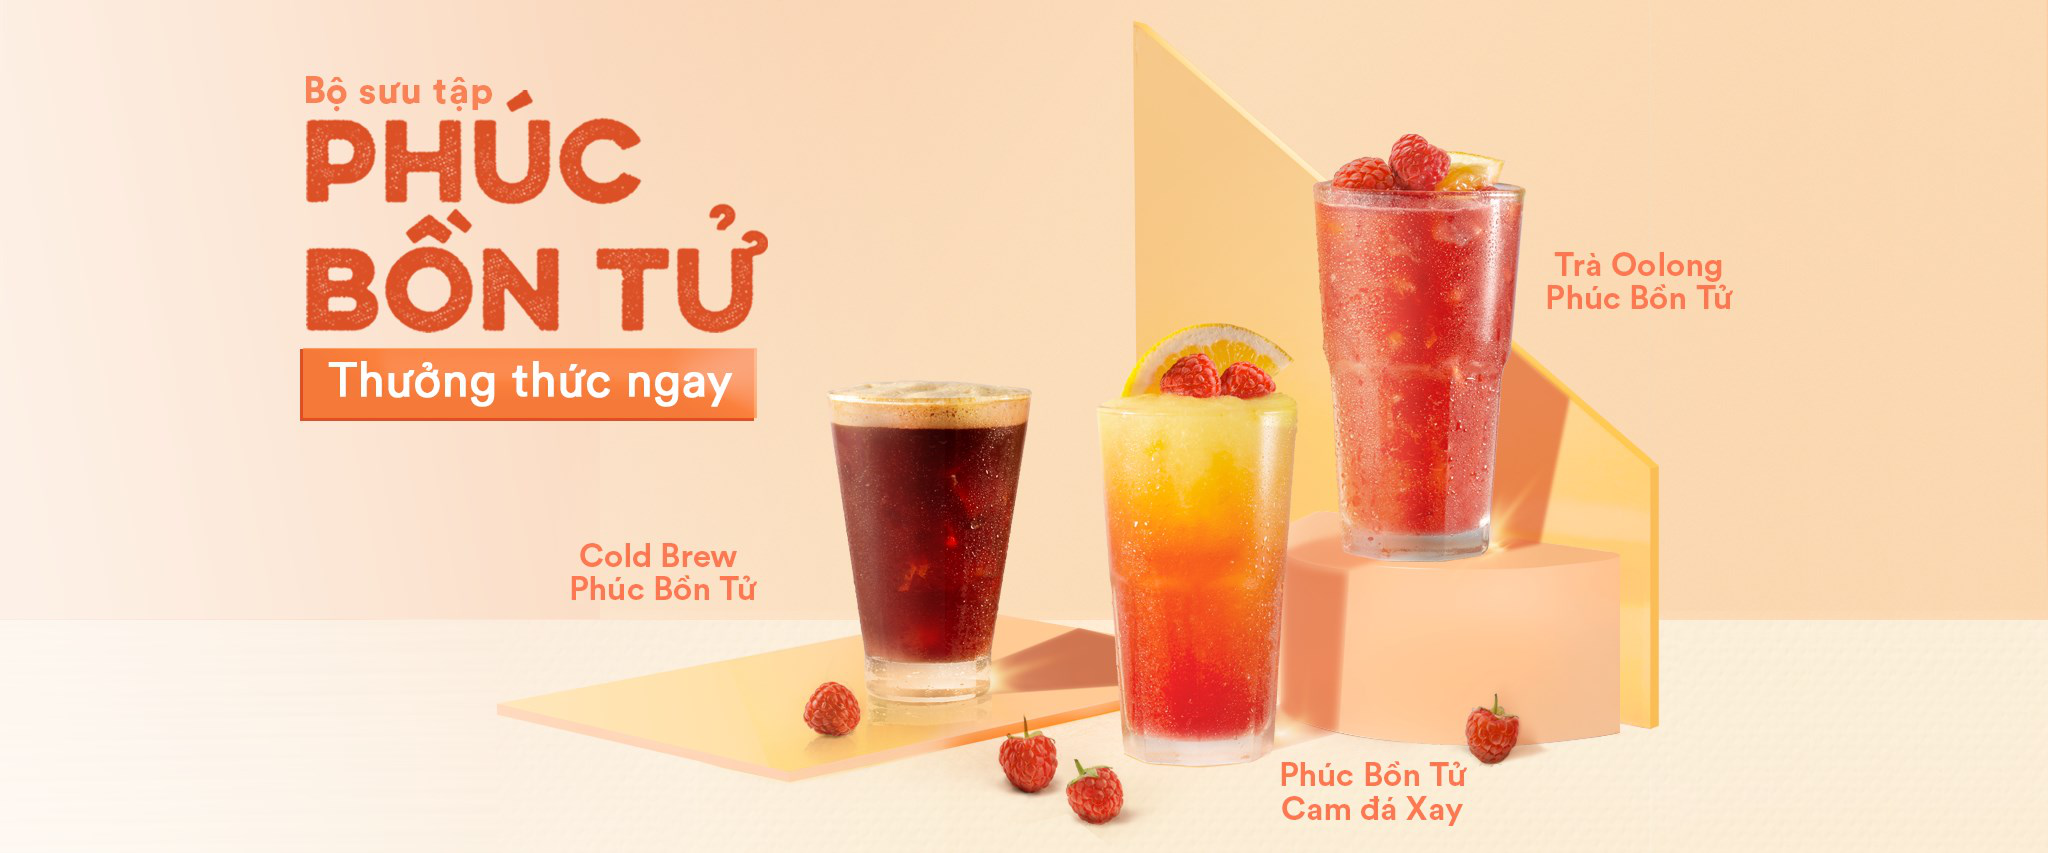 Bộ sưu tập
PHÚC
BỒN TỬ
Thưởng thức ngay
Trà Oolong
Phúc Bồn Tử
Cold Brew
Phúc Bồn Tử
Phúc Bồn Tử
Cam đá Xay